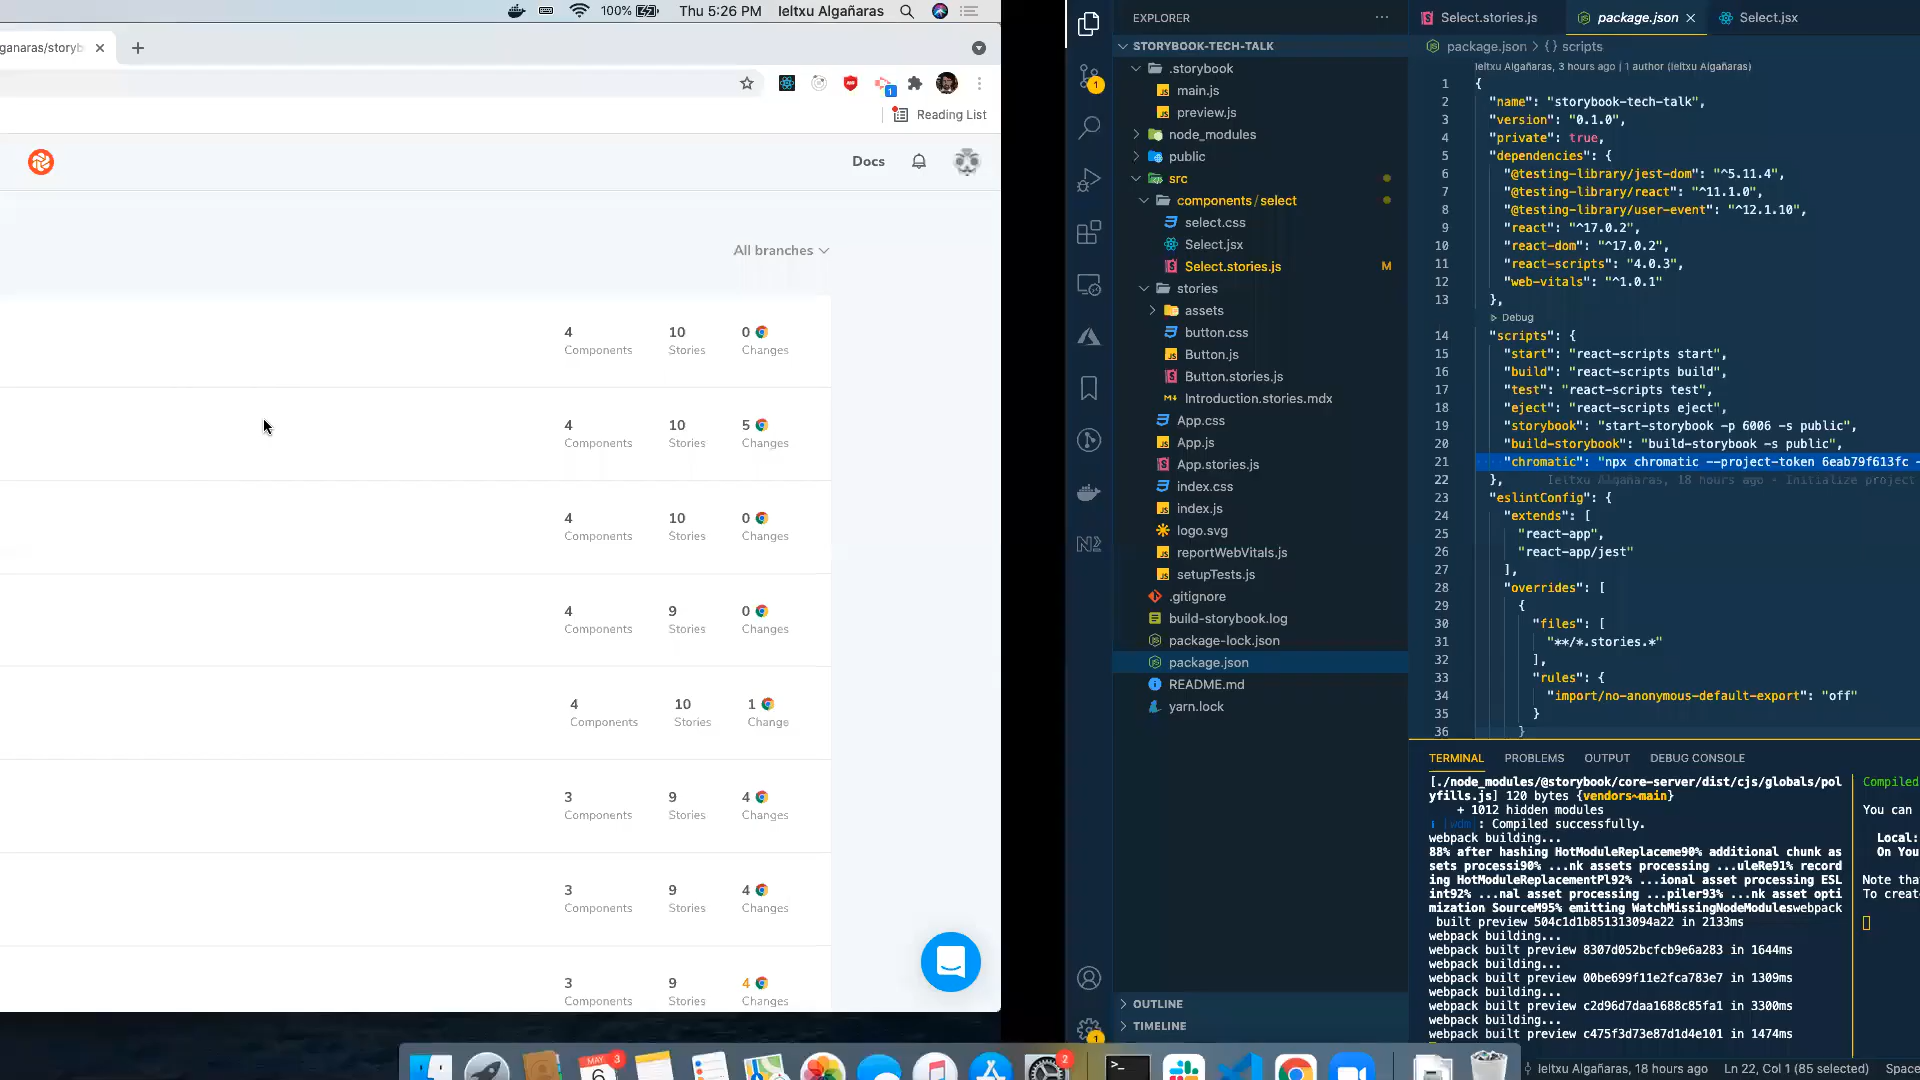 100%
Thu 5:26 PM
Ieltxu Algañaras
ganaras/storyb
1
Reading List
Docs
All branches
4 Components 10 Stories 0 Changes
4 Components 10 Stories 5 Changes
4 Components 10 Stories 0 Changes
4 Components 9 Stories 0 Changes
4 Components 10 Stories 1 Change
3 Components 9 Stories 4 Changes
3 Components 9 Stories 4 Changes
3 Components 9 Stories 4 Changes
MAY
6
3
2
1
1
EXPLORER
STORYBOOK-TECH-TALK
.storybook
main.js
preview.js
node_modules
public
src
components/select
select.css
Select.jsx
Select.stories.js M
stories
assets
button.css
Button.js
Button.stories.js
Introduction.stories.mdx
App.css
App.js
App.stories.js
index.css
index.js
logo.svg
reportWebVitals.js
setupTests.js
.gitignore
build-storybook.log
package-lock.json
package.json
README.md
yarn.lock
OUTLINE
TIMELINE
Select.stories.js
package.json
Select.jsx
package.json > {} scripts
Ieltxu Algañaras, 3 hours ago | 1 author (Ieltxu Algañaras)
1 {
2 "name": "storybook-tech-talk",
3 "version": "0.1.0",
4 "private": true,
5 "dependencies": {
6 "@testing-library/jest-dom": "^5.11.4",
7 "@testing-library/react": "^11.1.0",
8 "@testing-library/user-event": "^12.1.10",
9 "react": "^17.0.2",
10 "react-dom": "^17.0.2",
11 "react-scripts": "4.0.3",
12 "web-vitals": "^1.0.1"
13 },
Debug
14 "scripts": {
15 "start": "react-scripts start",
16 "build": "react-scripts build",
17 "test": "react-scripts test",
18 "eject": "react-scripts eject",
19 "storybook": "start-storybook -p 6006 -s public",
20 "build-storybook": "build-storybook -s public",
21 "chromatic": "npx chromatic --project-token 6eab79f613fc -
22 }, Ieltxu Algañaras, 18 hours ago • Initialize project
23 "eslintConfig": {
24 "extends": [
25 "react-app",
26 "react-app/jest"
27 ],
28 "overrides": [
29 {
30 "files": [
31 "**/*.stories.*"
32 ],
33 "rules": {
34 "import/no-anonymous-default-export": "off"
35 }
36 }
TERMINAL PROBLEMS OUTPUT DEBUG CONSOLE
[./node_modules/@storybook/core-server/dist/cjs/globals/pol
yfills.js] 120 bytes {vendors~main}
+ 1012 hidden modules
i ｢wdm｣: Compiled successfully.
webpack building...
88% after hashing HotModuleReplaceme90% additional chunk as
sets processi90% ...nk assets processing ...uleRe91% record
ing HotModuleReplacementPl92% ...ional asset processing ESL
int92% ...nal asset processing ...piler93% ...nk asset opti
mization SourceM95% emitting WatchMissingNodeModuleswebpack
built preview 504c1d1b851313094a22 in 2133ms
webpack building...
webpack built preview 8307d052bcfcb9e6a283 in 1644ms
webpack building...
webpack built preview 00be699f11e2fca783e7 in 1309ms
webpack building...
webpack built preview c2d96d7daa1688c85fa1 in 3300ms
webpack building...
webpack built preview c475f3d73e87d1d4e101 in 1474ms
Compiled
You can
Local:
On You
Note tha
To creat
Ieltxu Algañaras, 18 hours ago
Ln 22, Col 1 (85 selected)
Space